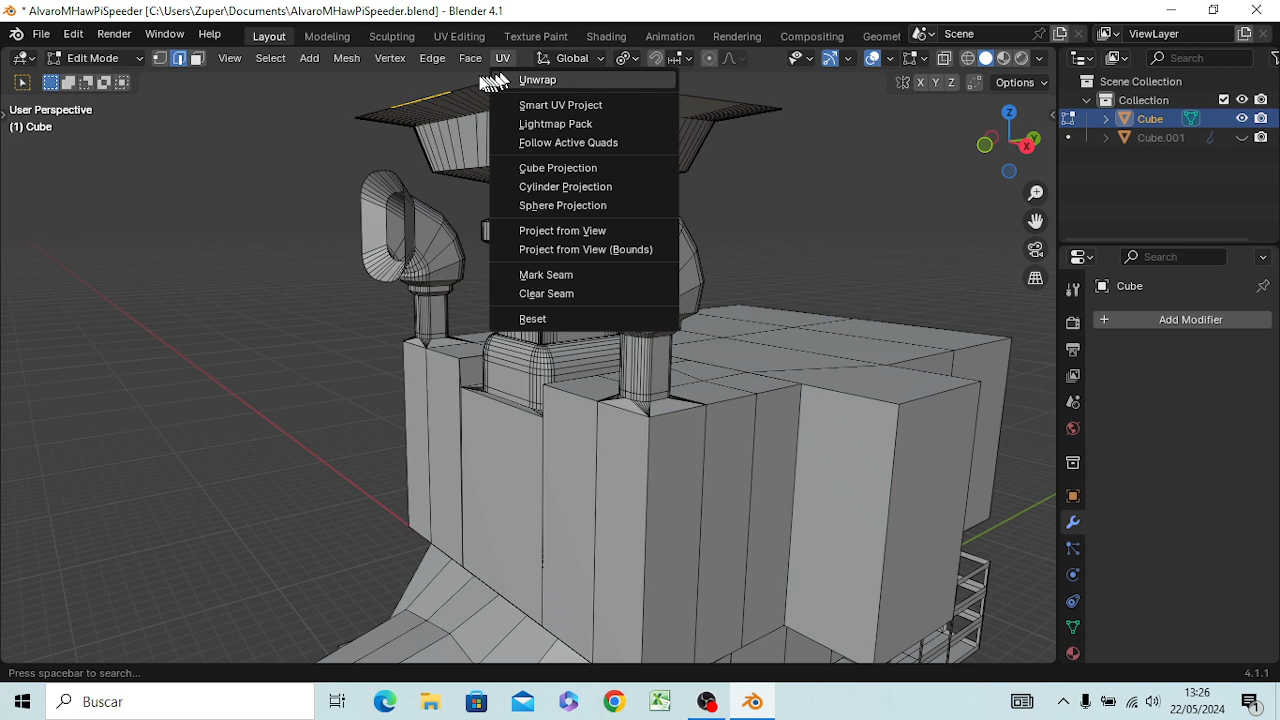 * AlvaroMHawPiSpeeder [C:\Users\Zuper\Documents\AlvaroMHawPiSpeeder.blend] - Blender 4.1
File Edit Render Window Help Layout Modeling Sculpting UV Editing Texture Paint Shading Animation Rendering Compositing Geomet Scene ViewLayer
Edit Mode View Select Add Mesh Vertex Edge Face UV Global Search
X Y Z Options
User Perspective
(1) Cube
Unwrap
Smart UV Project
Lightmap Pack
Follow Active Quads
Cube Projection
Cylinder Projection
Sphere Projection
Project from View
Project from View (Bounds)
Mark Seam
Clear Seam
Reset
Z
Y
X
Scene Collection
Collection
Cube
Cube.001
Search
Cube
Add Modifier
Press spacebar to search...
4.1.1
Buscar
13:26
22/05/2024
1